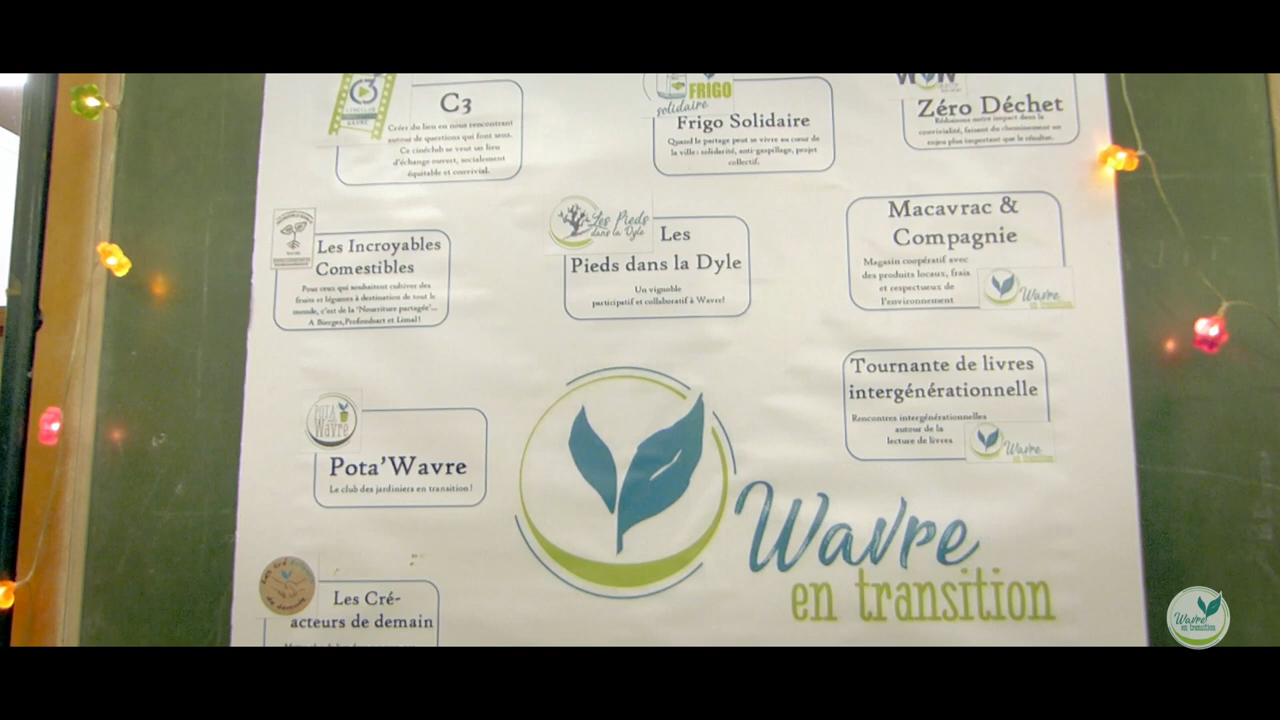 C3
CINECLUB
WAVRE
C3
Créer du lien en nous rencontrant
autour de questions qui font sens.
Ce cinéclub se veut un lieu
d'échange ouvert, socialement
équitable et convivial.
FRIGO
solidaire
Frigo Solidaire
Quand le partage peut se vivre au coeur de
la ville : solidarité, anti-gaspillage, projet
collectif.
Zéro Déchet
Réduisons notre impact dans la
convivialité, faisant du cheminement un
enjeu plus important que le résultat.
Les Incroyables
Comestibles
Pour ceux qui souhaitent cultiver des
fruits et légumes à destination de tout le
monde, c'est de la 'Nourriture partagée'...
A Bierges,Profondsart et Limal!
Les Pieds
dans la Dyle
Les
Pieds dans la Dyle
Un vignoble
participatif et collaboratif à Wavre!
Macavrac &
Compagnie
Magasin coopératif avec
des produits locaux, frais
et respectueux de
l'environnement
Wavre
en transition
Tournante de livres
intergénérationnelle
Rencontres intergénérationnelles
autour de la
lecture de livres
Wavre
en transition
POTA
Wavre
Pota'Wavre
Le club des jardiniers en transition!
Wavre
en transition
Les Cré-
acteurs de demain
Wavre
en transition